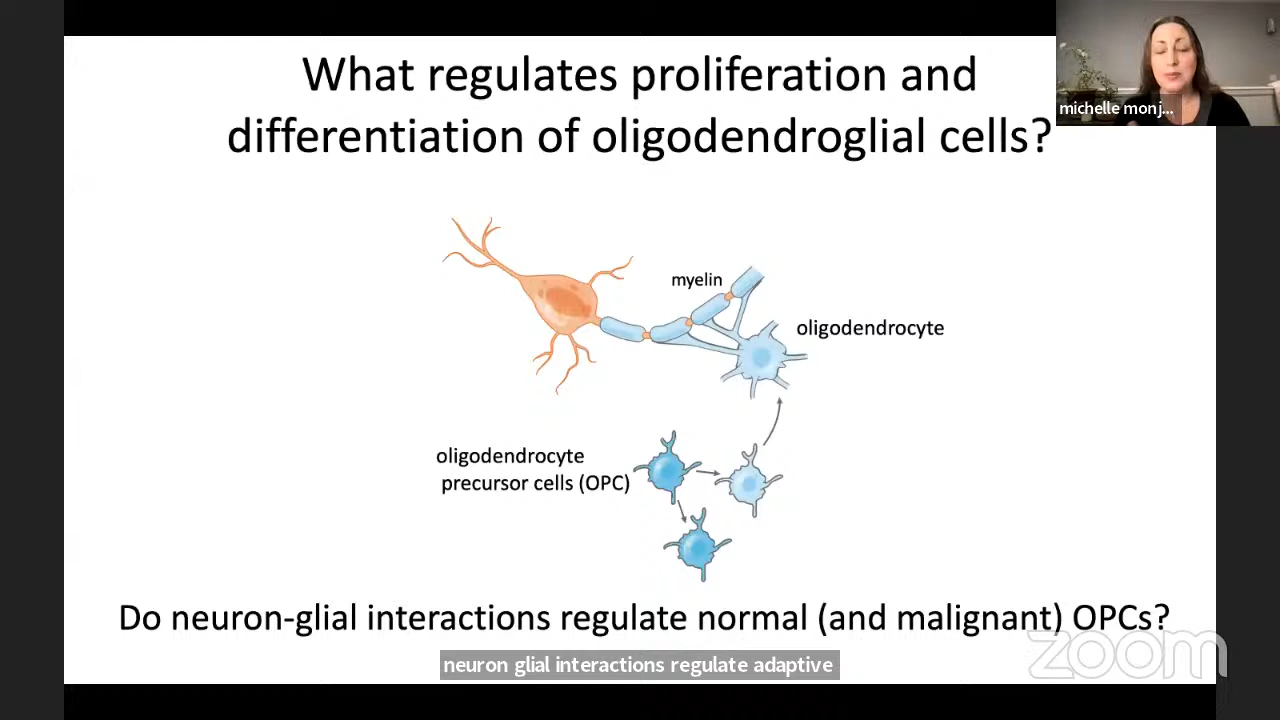 What regulates proliferation and
differentiation of oligodendroglial cells?
michelle monj...
myelin
oligodendrocyte
oligodendrocyte
precursor cells (OPC)
Do neuron-glial interactions regulate normal (and malignant) OPCs?
zoom
neuron glial interactions regulate adaptive